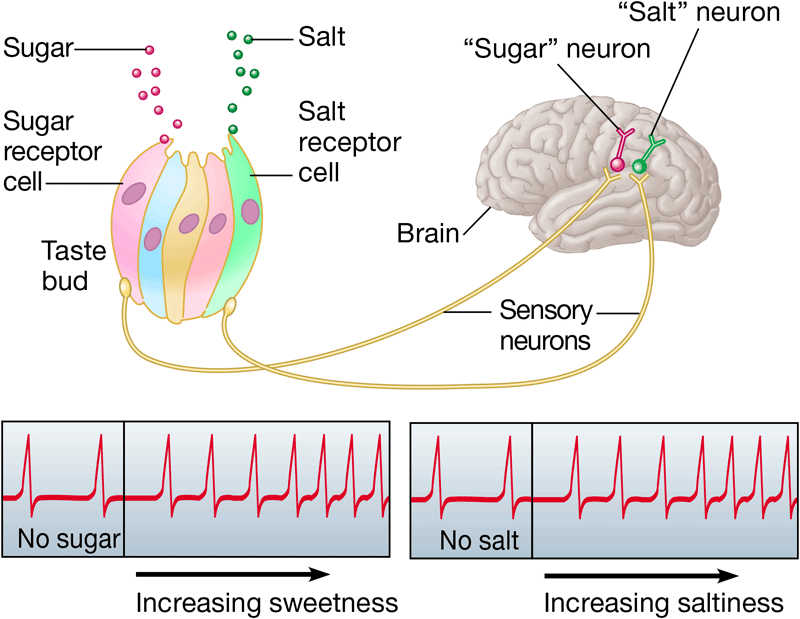 Sugar
Salt
“Sugar” neuron
“Salt” neuron
Sugar
receptor
cell
Salt
receptor
cell
Taste
bud
Brain
Sensory
neurons
No sugar
Increasing sweetness
No salt
Increasing saltiness